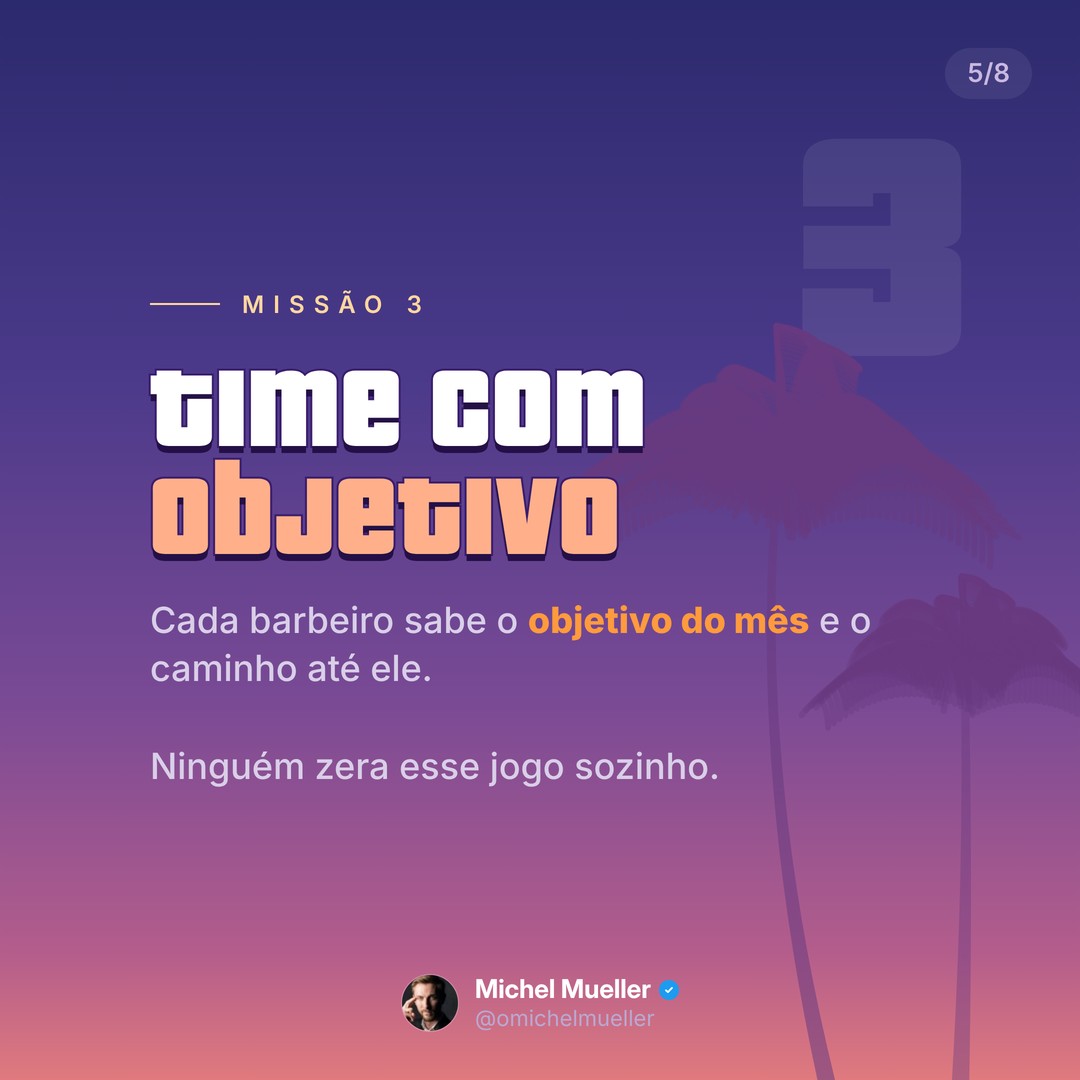 5/8
3
MISSÃO 3
time com
objetivo
Cada barbeiro sabe o objetivo do mês e o
caminho até ele.
Ninguém zera esse jogo sozinho.
Michel Mueller
@omichelmueller